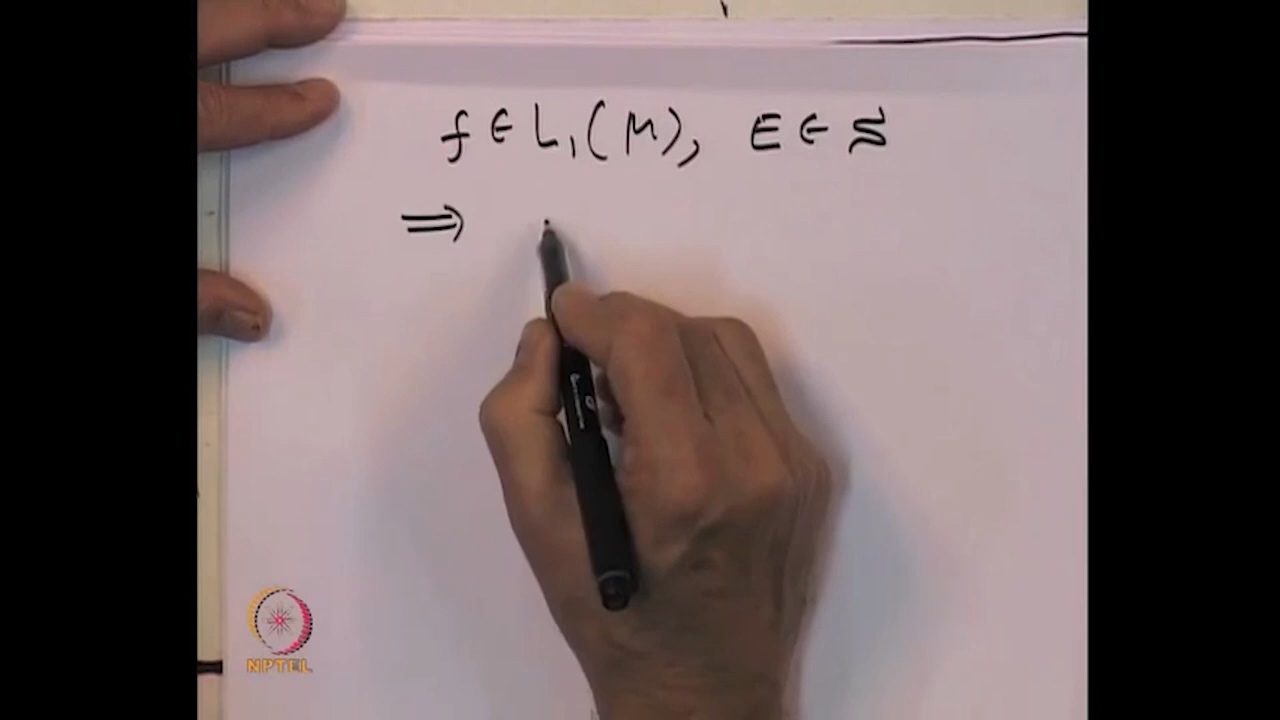 f ∈ L₁(μ), E ∈ S
⇒
NPTEL